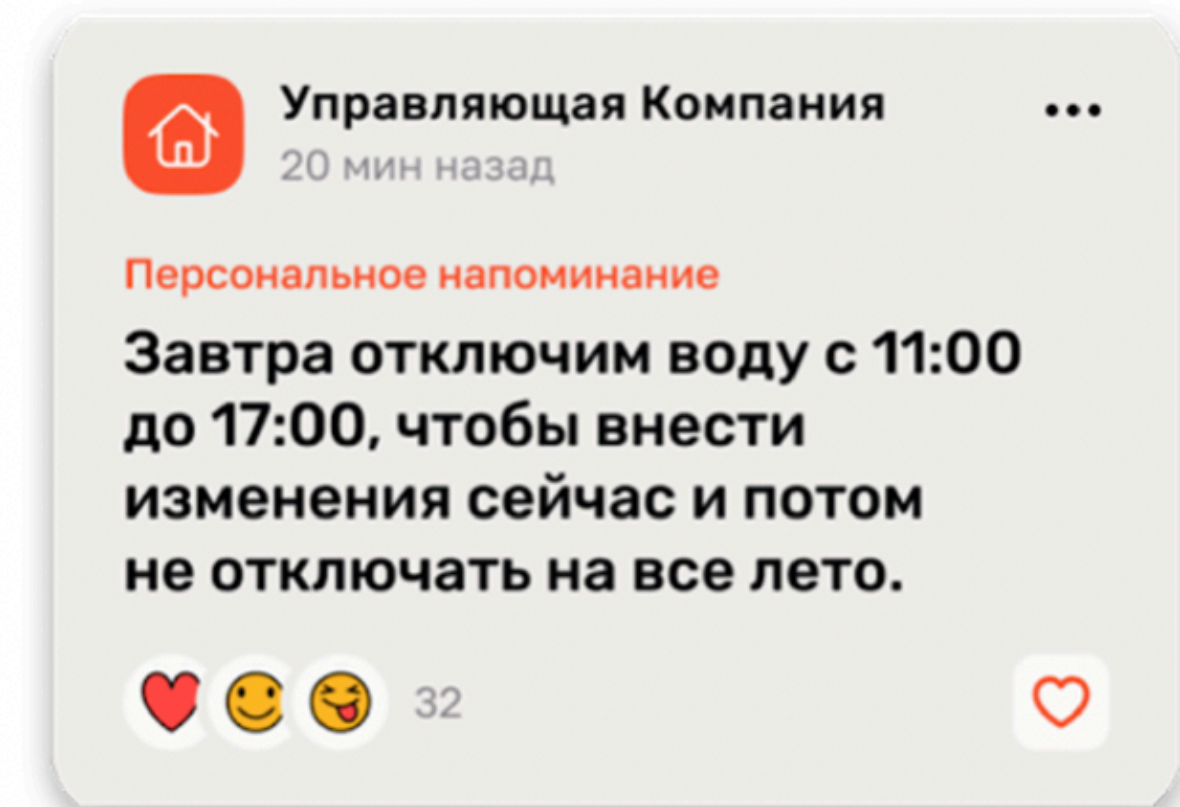 Управляющая Компания
20 мин назад
Персональное напоминание
Завтра отключим воду с 11:00
до 17:00, чтобы внести
изменения сейчас и потом
не отключать на все лето.
32